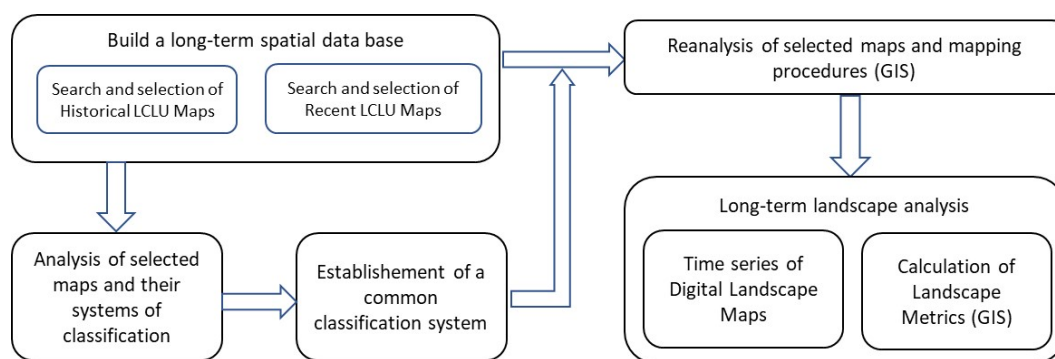 Build a long-term spatial data base
Search and selection of
Historical LCLU Maps
Search and selection of
Recent LCLU Maps
Reanalysis of selected maps and mapping
procedures (GIS)
Analysis of selected
maps and their
systems of
classification
Establishement of a
common
classification system
Long-term landscape analysis
Time series of
Digital Landscape
Maps
Calculation of
Landscape
Metrics (GIS)